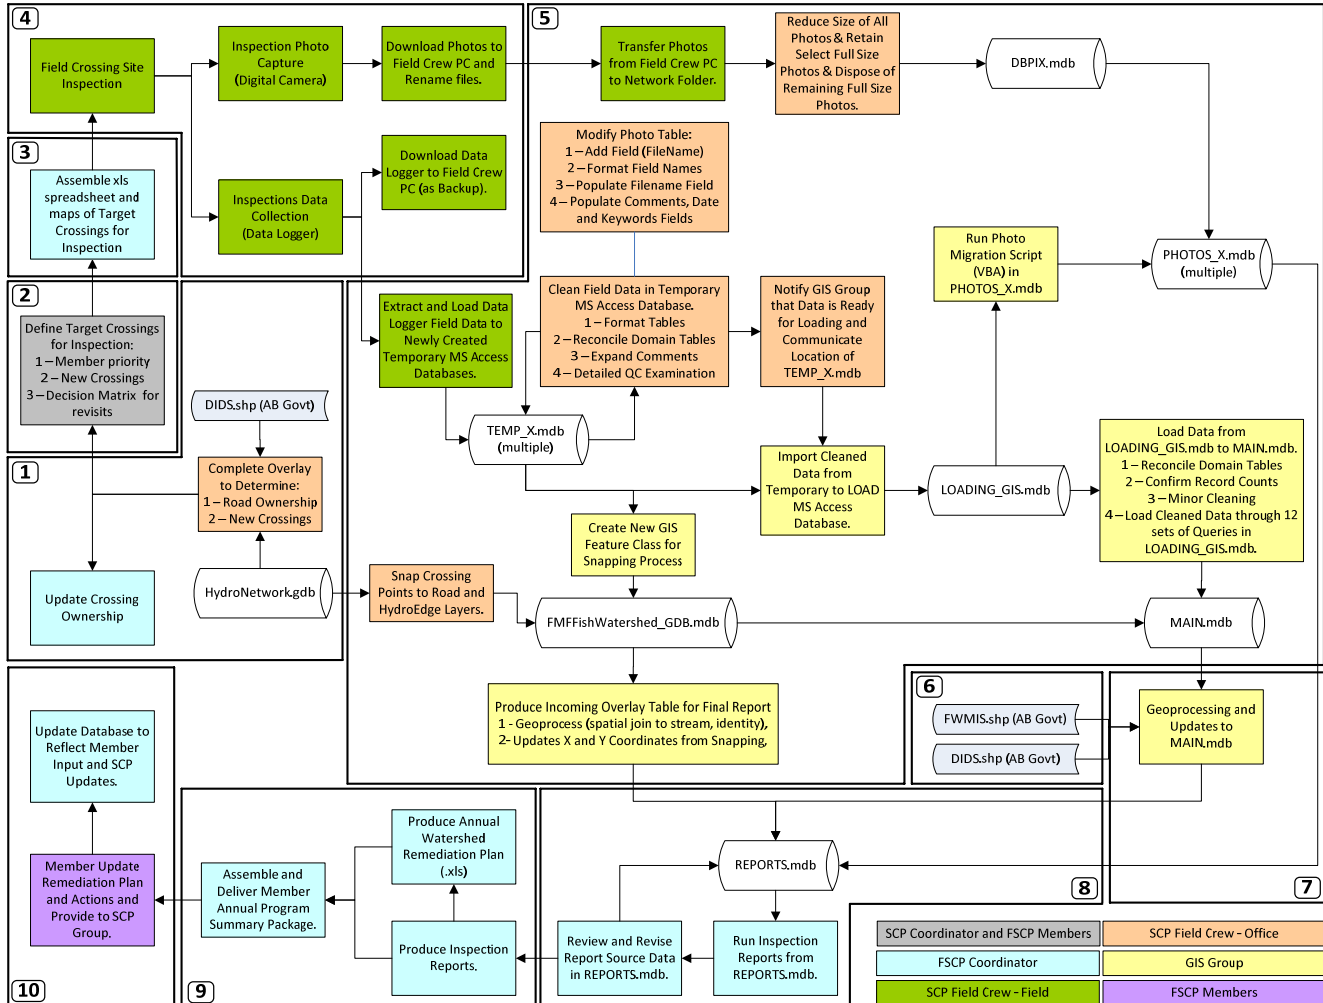 4
Field Crossing Site
Inspection
Inspection Photo
Capture
(Digital Camera)
Download Photos to
Field Crew PC and
Rename files.
Download Data
Logger to Field Crew
PC (as Backup).
Inspections Data
Collection
(Data Logger)
5
Transfer Photos
from Field Crew PC
to Network Folder.
Reduce Size of All
Photos & Retain
Select Full Size
Photos & Dispose of
Remaining Full Size
Photos.
DBPIX.mdb
Modify Photo Table:
1 – Add Field (FileName)
2 – Format Field Names
3 – Populate Filename Field
4 – Populate Comments, Date
and Keywords Fields
Run Photo
Migration Script
(VBA) in
PHOTOS_X.mdb
PHOTOS_X.mdb
(multiple)
3
Assemble xls
spreadsheet and
maps of Target
Crossings for
Inspection
2
Define Target Crossings
for Inspection:
1 – Member priority
2 – New Crossings
3 – Decision Matrix for
revisits
Extract and Load Data
Logger Field Data to
Newly Created
Temporary MS Access
Databases.
Clean Field Data in Temporary
MS Access Database.
1 – Format Tables
2 – Reconcile Domain Tables
3 – Expand Comments
4 – Detailed QC Examination
Notify GIS Group
that Data is Ready
for Loading and
Communicate
Location of
TEMP_X.mdb
TEMP_X.mdb
(multiple)
Import Cleaned
Data from
Temporary to LOAD
MS Access
Database.
LOADING_GIS.mdb
Load Data from
LOADING_GIS.mdb to MAIN.mdb.
1 – Reconcile Domain Tables
2 – Confirm Record Counts
3 – Minor Cleaning
4 – Load Cleaned Data through 12
sets of Queries in
LOADING_GIS.mdb.
1
DIDS.shp (AB Govt)
Complete Overlay
to Determine:
1 – Road Ownership
2 – New Crossings
Update Crossing
Ownership
HydroNetwork.gdb
Snap Crossing
Points to Road and
HydroEdge Layers.
Create New GIS
Feature Class for
Snapping Process
FMFFishWatershed_GDB.mdb
MAIN.mdb
Produce Incoming Overlay Table for Final Report
1 - Geoprocess (spatial join to stream, identity),
2- Updates X and Y Coordinates from Snapping,
6
FWMIS.shp (AB Govt)
DIDS.shp (AB Govt)
Geoprocessing and
Updates to
MAIN.mdb
7
Update Database to
Reflect Member
Input and SCP
Updates.
Member Update
Remediation Plan
and Actions and
Provide to SCP
Group.
10
Produce Annual
Watershed
Remediation Plan
(.xls)
Assemble and
Deliver Member
Annual Program
Summary Package.
Produce Inspection
Reports.
9
REPORTS.mdb
Review and Revise
Report Source Data
in REPORTS.mdb.
Run Inspection
Reports from
REPORTS.mdb.
8
SCP Coordinator and FSCP Members
SCP Field Crew – Office
FSCP Coordinator
GIS Group
SCP Field Crew – Field
FSCP Members